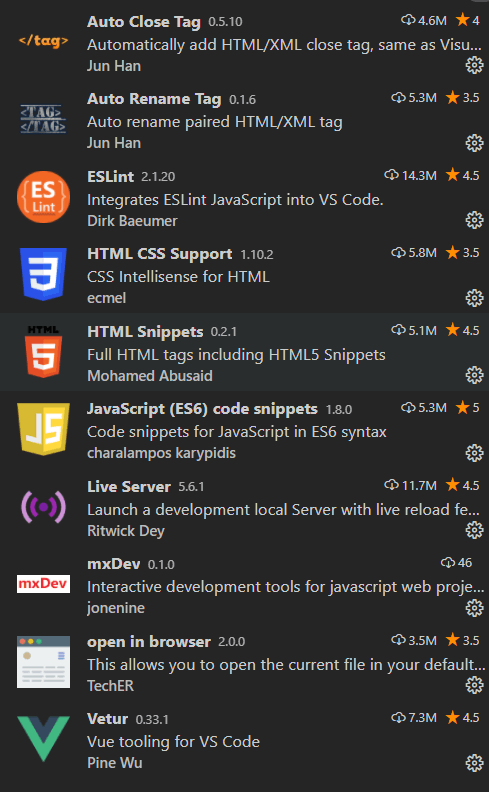 </tag>
Auto Close Tag 0.5.10 4.6M 4
Automatically add HTML/XML close tag, same as Visu...
Jun Han
<TAG>
</TAG>
Auto Rename Tag 0.1.6 5.3M 3.5
Auto rename paired HTML/XML tag
Jun Han
ES
Lint
ESLint 2.1.20 14.3M 4.5
Integrates ESLint JavaScript into VS Code.
Dirk Baeumer
3
HTML CSS Support 1.10.2 5.8M 3.5
CSS Intellisense for HTML
ecmel
HTML
5
HTML Snippets 0.2.1 5.1M 4.5
Full HTML tags including HTML5 Snippets
Mohamed Abusaid
JS
JavaScript (ES6) code snippets 1.8.0 5.3M 5
Code snippets for JavaScript in ES6 syntax
charalampos karypidis
Live Server 5.6.1 11.7M 4.5
Launch a development local Server with live reload fe...
Ritwick Dey
mxDev
mxDev 0.1.0 46
Interactive development tools for javascript web proje...
jonenine
open in browser 2.0.0 3.5M 3.5
This allows you to open the current file in your default...
TechER
Vetur 0.33.1 7.3M 4.5
Vue tooling for VS Code
Pine Wu